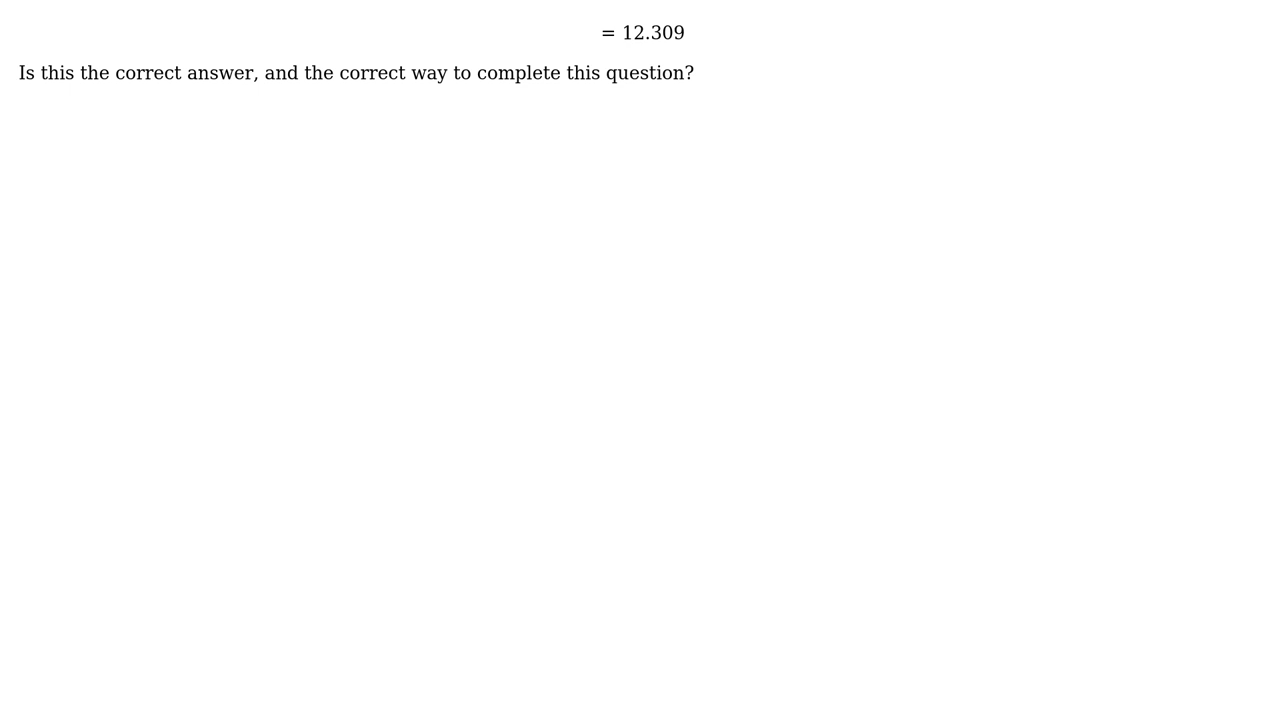 = 12.309
Is this the correct answer, and the correct way to complete this question?